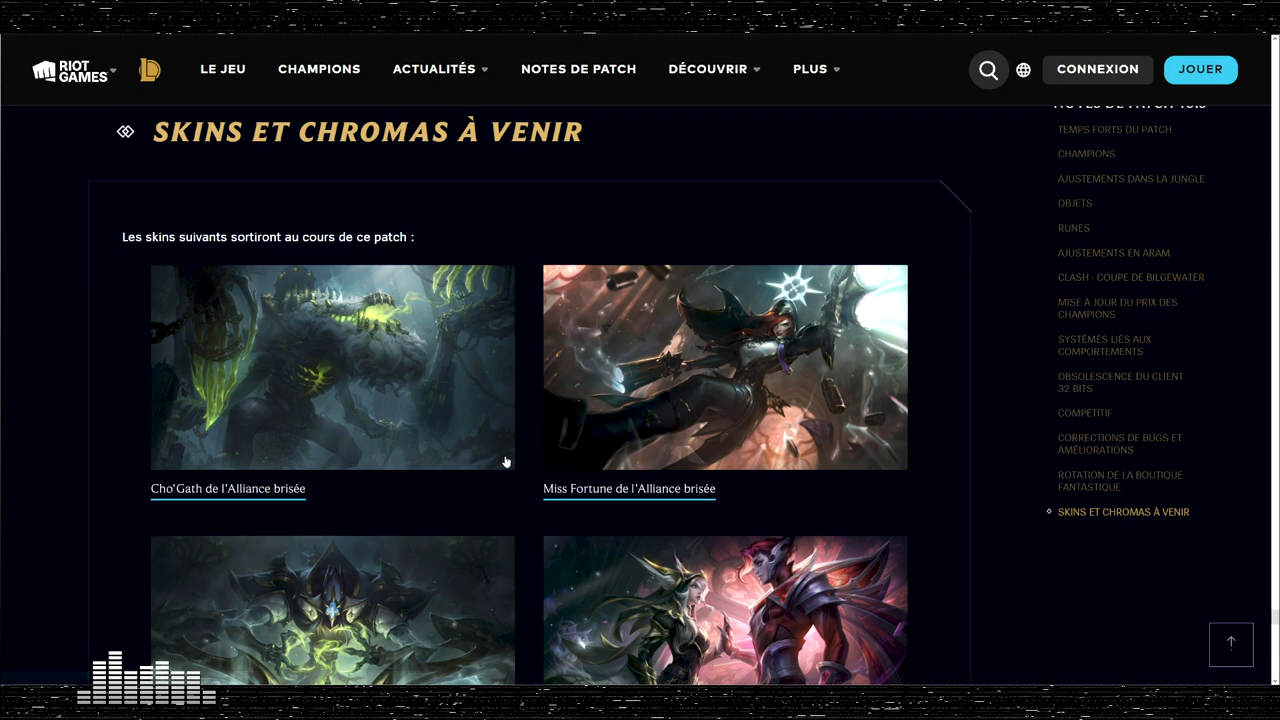 RIOT
GAMES
LE JEU
CHAMPIONS
ACTUALITÉS
NOTES DE PATCH
DÉCOUVRIR
PLUS
CONNEXION
JOUER
SKINS ET CHROMAS À VENIR
Les skins suivants sortiront au cours de ce patch :
Cho'Gath de l'Alliance brisée
Miss Fortune de l'Alliance brisée
TEMPS FORTS DU PATCH
CHAMPIONS
AJUSTEMENTS DANS LA JUNGLE
OBJETS
RUNES
AJUSTEMENTS EN ARAM
CLASH - COUPE DE BILGEWATER
MISE À JOUR DU PRIX DES
CHAMPIONS
SYSTÈMES LIÉS AUX
COMPORTEMENTS
OBSOLESCENCE DU CLIENT
32 BITS
COMPÉTITIF
CORRECTIONS DE BUGS ET
AMÉLIORATIONS
ROTATION DE LA BOUTIQUE
FANTASTIQUE
SKINS ET CHROMAS À VENIR